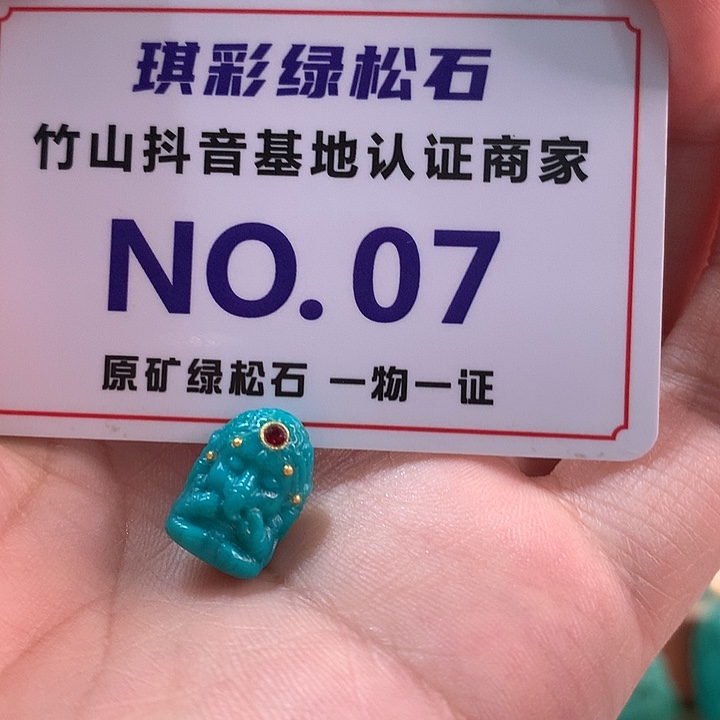 琪彩绿松石
竹山抖音基地认证商家
NO.07
原矿绿松石 一物一证